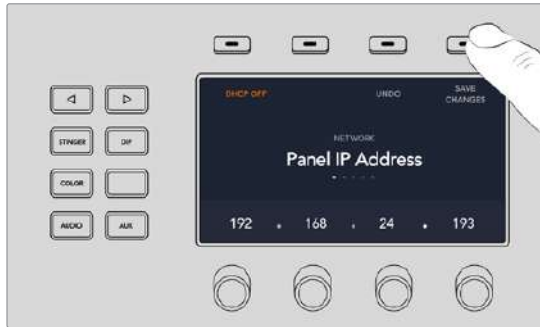 DHCP OFF
UNDO
SAVE
CHANGES
NETWORK
Panel IP Address
192 . 168 . 24 . 193
STINGER
DIP
COLOR
AUDIO
AUX